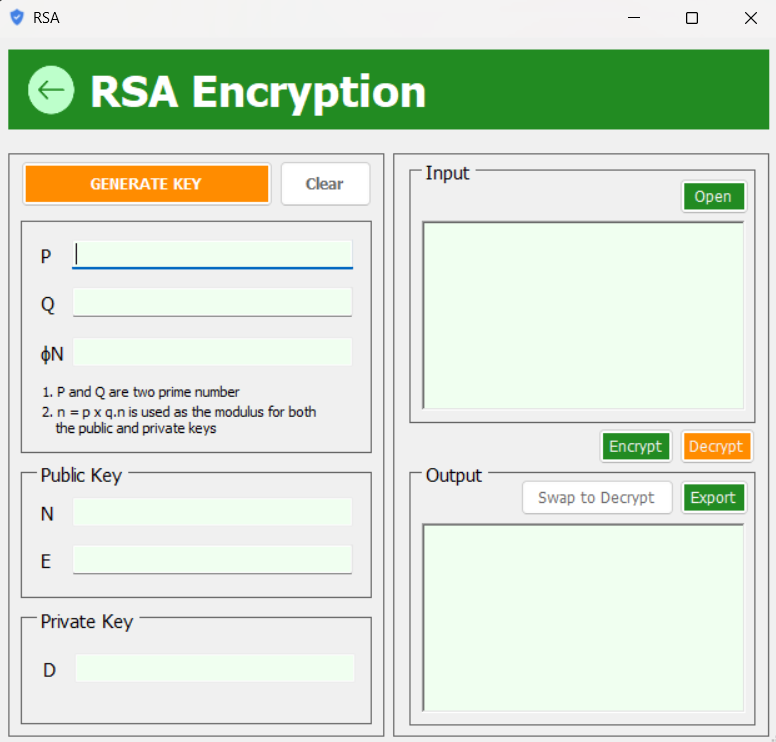 RSA
RSA Encryption
GENERATE KEY
Clear
P
Q
ϕN
1. P and Q are two prime number
2. n = p x q.n is used as the modulus for both
the public and private keys
Public Key
N
E
Private Key
D
Input
Open
Encrypt
Decrypt
Output
Swap to Decrypt
Export